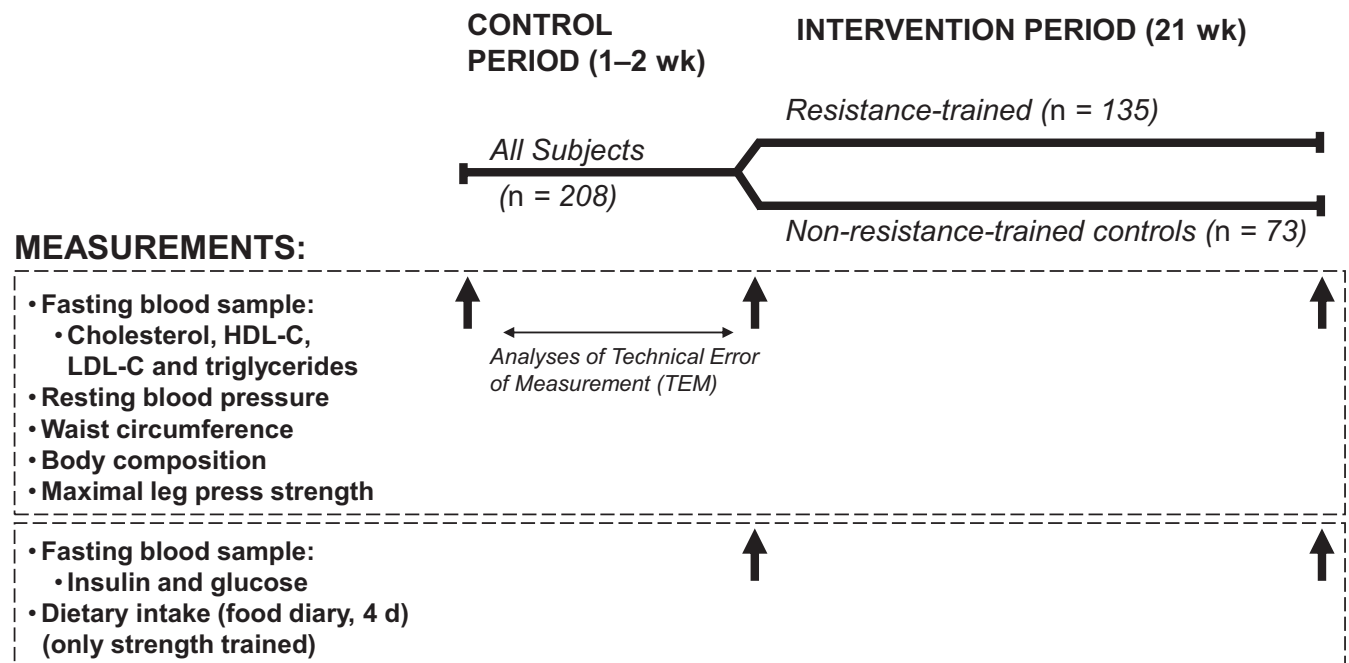 CONTROL
PERIOD (1–2 wk)
INTERVENTION PERIOD (21 wk)
Resistance-trained (n = 135)
All Subjects
(n = 208)
Non-resistance-trained controls (n = 73)
MEASUREMENTS:
• Fasting blood sample:
• Cholesterol, HDL-C,
LDL-C and triglycerides
• Resting blood pressure
• Waist circumference
• Body composition
• Maximal leg press strength
Analyses of Technical Error
of Measurement (TEM)
• Fasting blood sample:
• Insulin and glucose
• Dietary intake (food diary, 4 d)
(only strength trained)